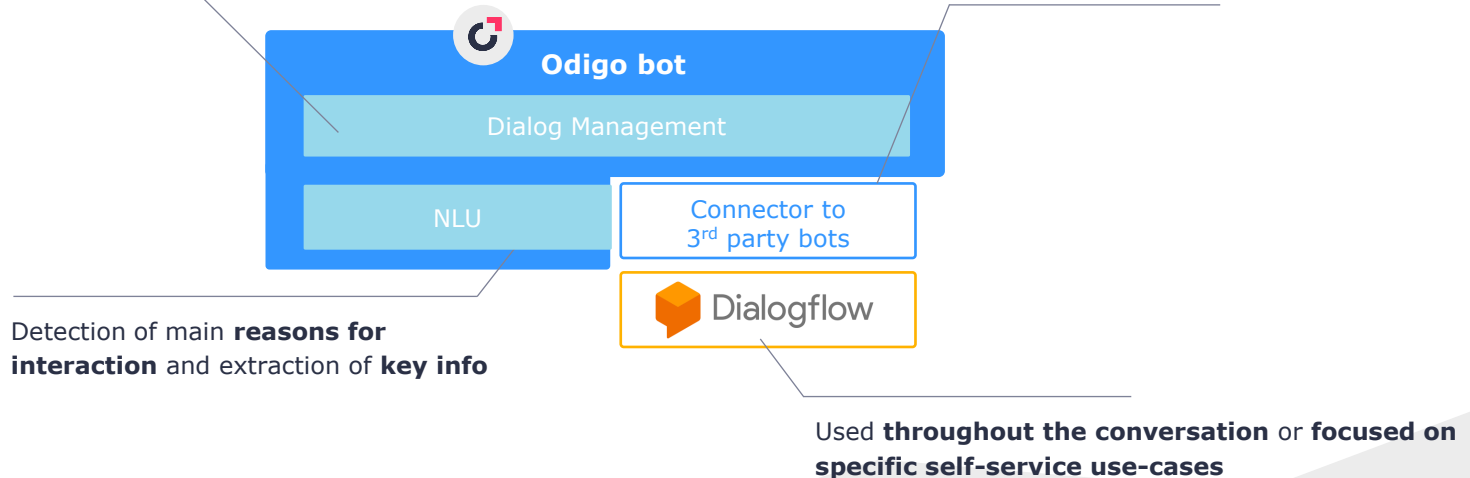 Odigo bot
Dialog Management
NLU
Connector to
3rd party bots
Dialogflow
Detection of main reasons for
interaction and extraction of key info
Used throughout the conversation or focused on
specific self-service use-cases